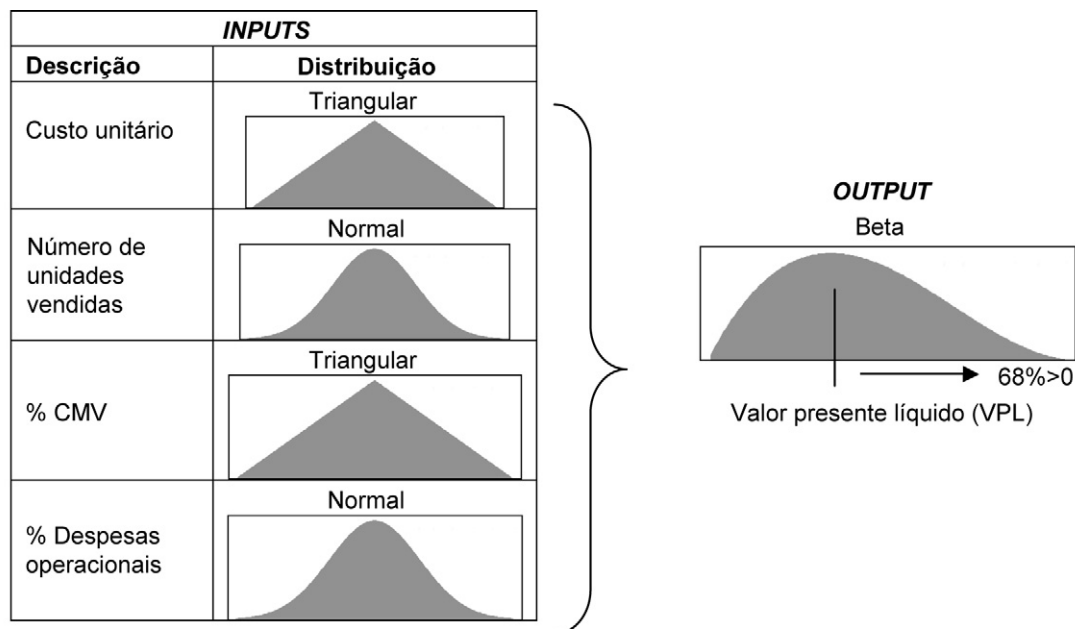 INPUTS
Descrição
Distribuição
Custo unitário
Triangular
Número de
unidades
vendidas
Normal
% CMV
Triangular
% Despesas
operacionais
Normal
OUTPUT
Beta
68%>0
Valor presente líquido (VPL)